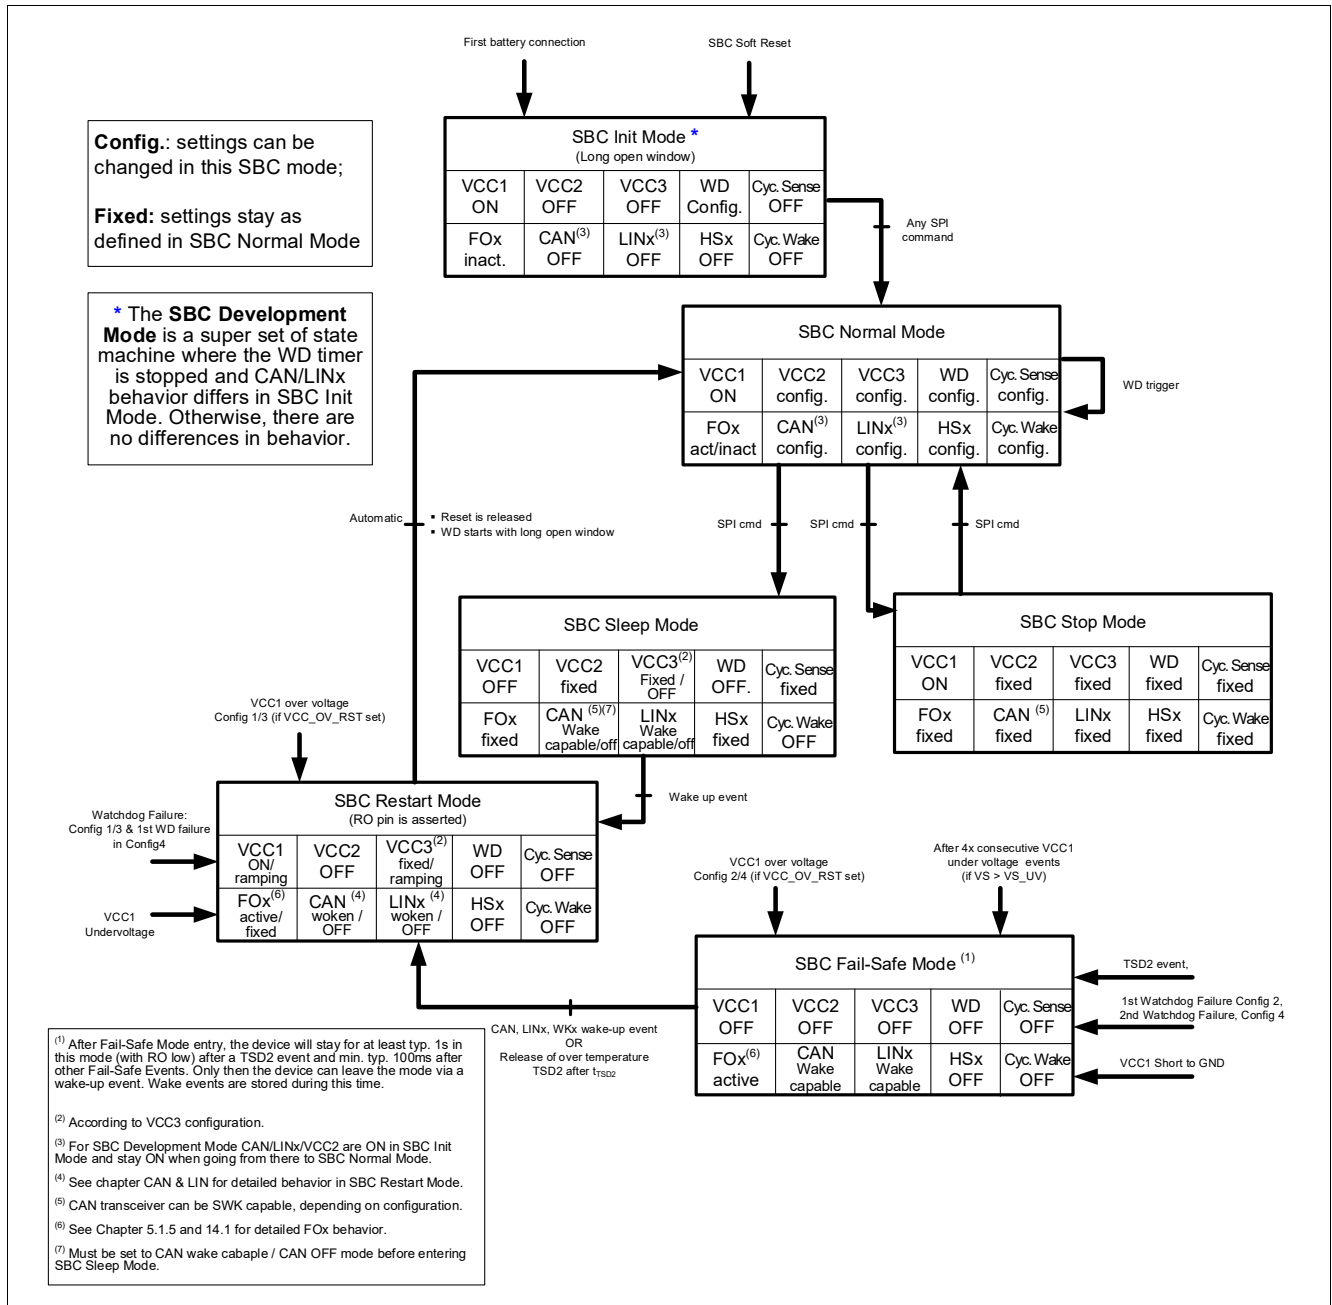 First battery connection
SBC Soft Reset
Config.: settings can be
changed in this SBC mode;
Fixed: settings stay as
defined in SBC Normal Mode
* The SBC Development
Mode is a super set of state
machine where the WD timer
is stopped and CAN/LINx
behavior differs in SBC Init
Mode. Otherwise, there are
no differences in behavior.
SBC Init Mode *
(Long open window)
VCC1
ON
VCC2
OFF
VCC3
OFF
WD
Config.
Cyc. Sense
OFF
FOx
inact.
CAN(3)
OFF
LINx(3)
OFF
HSx
OFF
Cyc. Wake
OFF
Any SPI
command
SBC Normal Mode
VCC1
ON
VCC2
config.
VCC3
config.
WD
config.
Cyc. Sense
config.
FOx
act/inact
CAN(3)
config.
LINx(3)
config.
HSx
config.
Cyc. Wake
config.
WD trigger
Automatic
▪ Reset is released
▪ WD starts with long open window
SPI cmd
SPI cmd
SPI cmd
SBC Sleep Mode
VCC1
OFF
VCC2
fixed
VCC3(2)
Fixed /
OFF
WD
OFF.
Cyc. Sense
fixed
FOx
fixed
CAN (5)(7)
Wake
capable/off
LINx
Wake
capable/off
HSx
fixed
Cyc. Wake
OFF
SBC Stop Mode
VCC1
ON
VCC2
fixed
VCC3
fixed
WD
fixed
Cyc. Sense
fixed
FOx
fixed
CAN (5)
fixed
LINx
fixed
HSx
fixed
Cyc. Wake
fixed
VCC1 over voltage
Config 1/3 (if VCC_OV_RST set)
Wake up event
Watchdog Failure:
Config 1/3 & 1st WD failure
in Config4
VCC1
Undervoltage
SBC Restart Mode
(RO pin is asserted)
VCC1
ON/
ramping
VCC2
OFF
VCC3(2)
fixed/
ramping
WD
OFF
Cyc. Sense
OFF
FOx(6)
active/
fixed
CAN (4)
woken /
OFF
LINx (4)
woken /
OFF
HSx
OFF
Cyc. Wake
OFF
VCC1 over voltage
Config 2/4 (if VCC_OV_RST set)
After 4x consecutive VCC1
under voltage events
(if VS > VS_UV)
SBC Fail-Safe Mode (1)
VCC1
OFF
VCC2
OFF
VCC3
OFF
WD
OFF
Cyc. Sense
OFF
FOx(6)
active
CAN
Wake
capable
LINx
Wake
capable
HSx
OFF
Cyc. Wake
OFF
TSD2 event,
1st Watchdog Failure Config 2,
2nd Watchdog Failure, Config 4
VCC1 Short to GND
CAN, LINx, WKx wake-up event
OR
Release of over temperature
TSD2 after tTSD2
(1) After Fail-Safe Mode entry, the device will stay for at least typ. 1s in
this mode (with RO low) after a TSD2 event and min. typ. 100ms after
other Fail-Safe Events. Only then the device can leave the mode via a
wake-up event. Wake events are stored during this time.
(2) According to VCC3 configuration.
(3) For SBC Development Mode CAN/LINx/VCC2 are ON in SBC Init
Mode and stay ON when going from there to SBC Normal Mode.
(4) See chapter CAN & LIN for detailed behavior in SBC Restart Mode.
(5) CAN transceiver can be SWK capable, depending on configuration.
(6) See Chapter 5.1.5 and 14.1 for detailed FOx behavior.
(7) Must be set to CAN wake cabaple / CAN OFF mode before entering
SBC Sleep Mode.